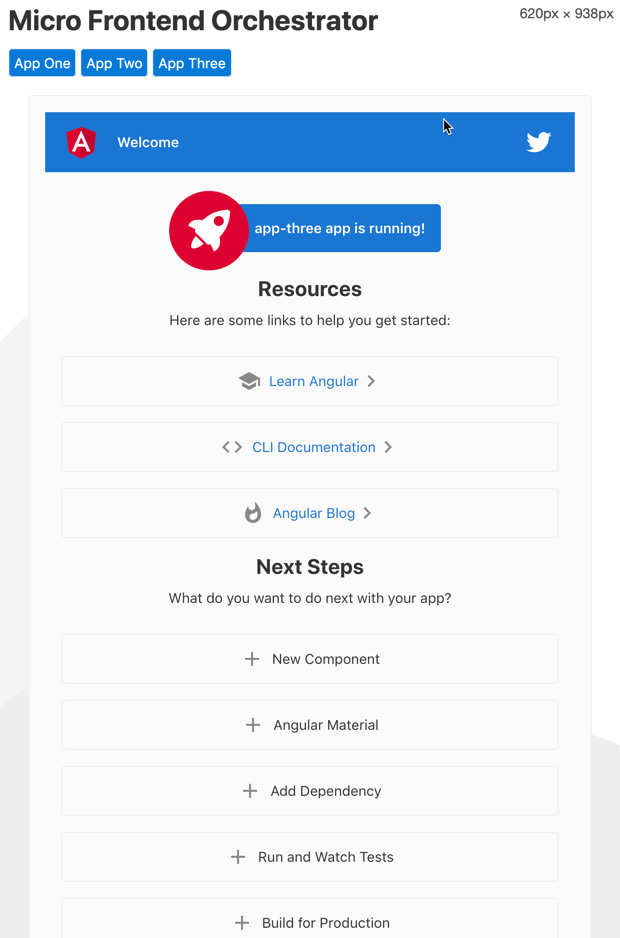 Micro Frontend Orchestrator
620px × 938px
App One App Two App Three
Welcome
app-three app is running!
Resources
Here are some links to help you get started:
Learn Angular
CLI Documentation
Angular Blog
Next Steps
What do you want to do next with your app?
New Component
Angular Material
Add Dependency
Run and Watch Tests
Build for Production